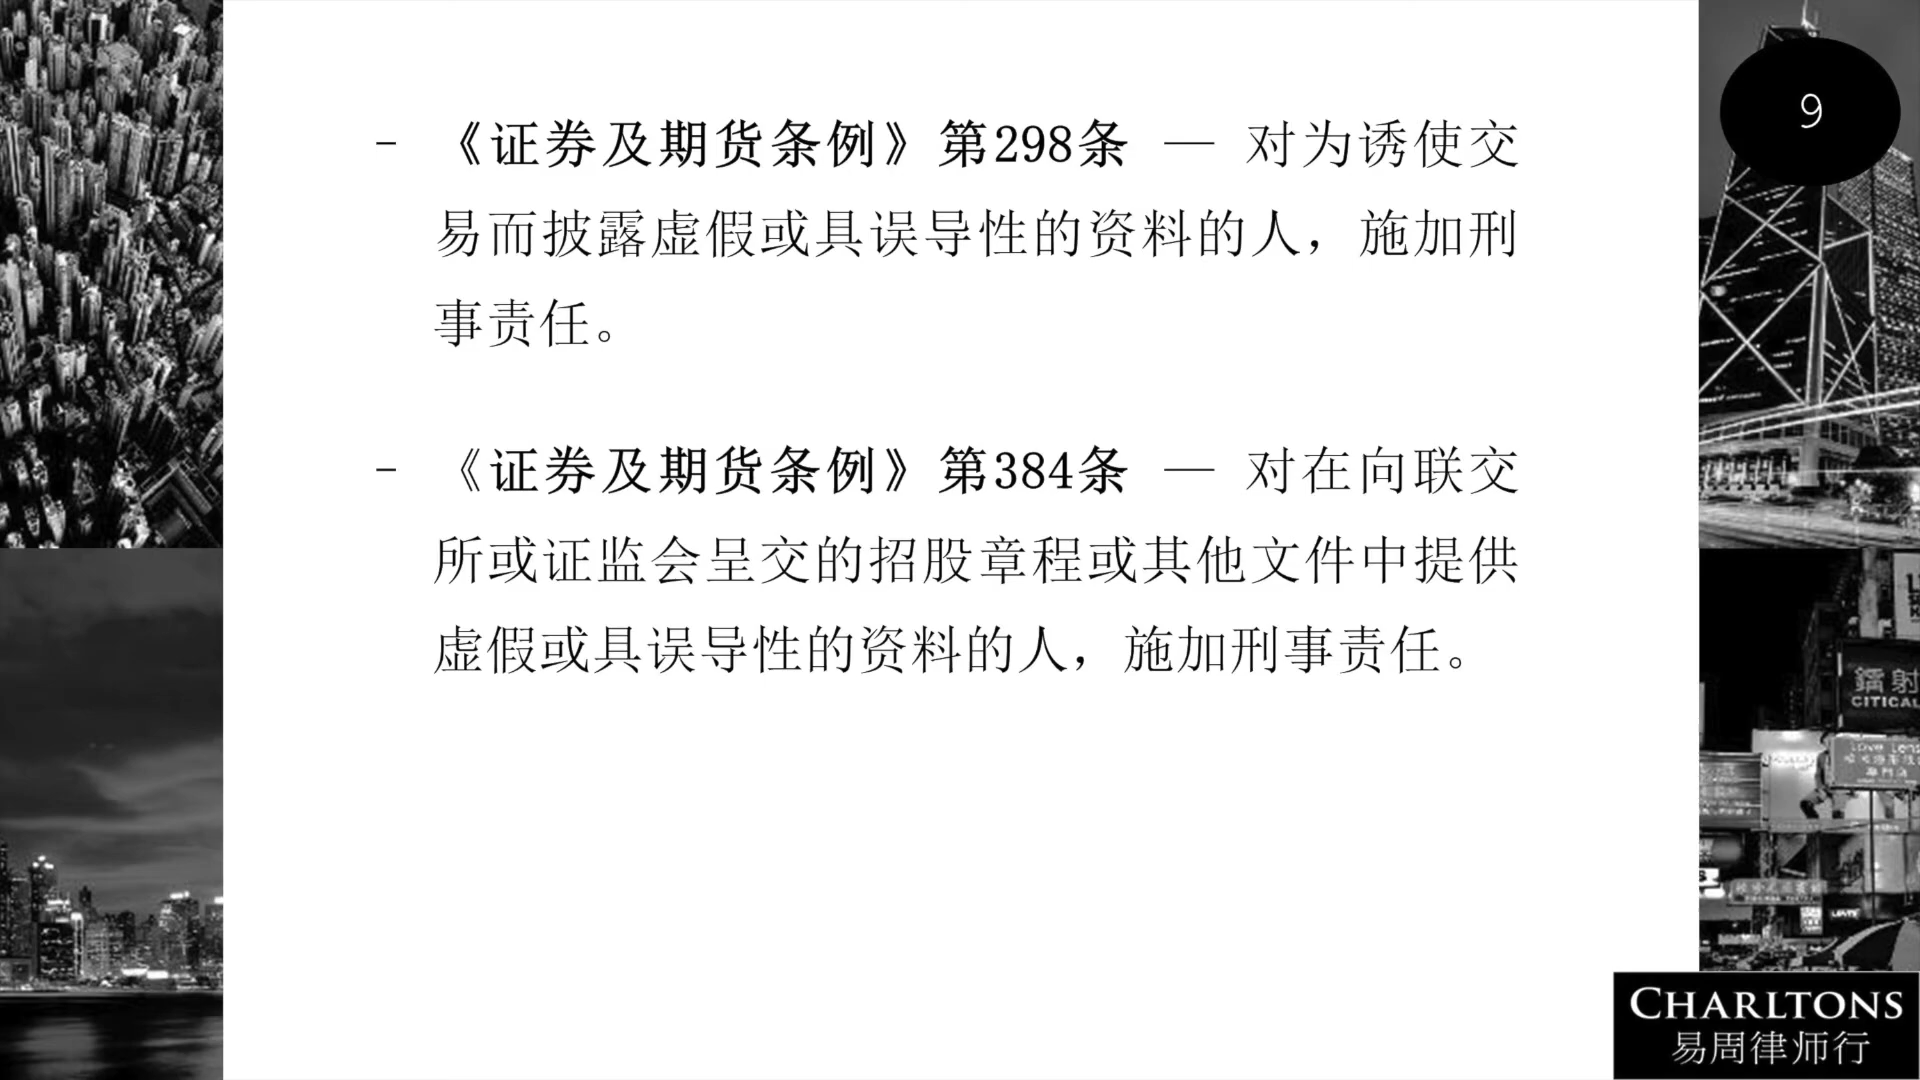 9
- 《证券及期货条例》第298条 — 对为诱使交
易而披露虚假或具误导性的资料的人，施加刑
事责任。
- 《证券及期货条例》第384条 — 对在向联交
所或证监会呈交的招股章程或其他文件中提供
虚假或具误导性的资料的人，施加刑事责任。
鐳射
CITICAL
Love Lens
CHARLTONS
易周律师行